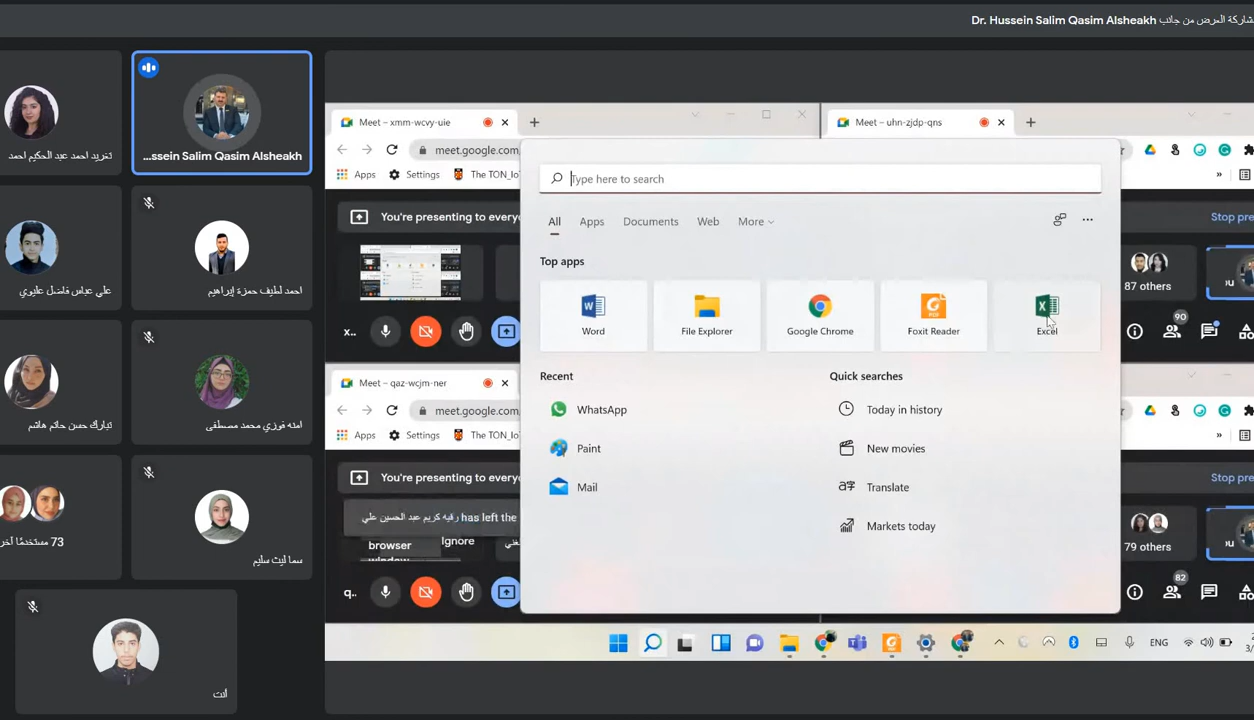 Dr. Hussein Salim Qasim Alsheakh مشاركة العرض من جانب
تغريد احمد عبد الحكيم احمد
...ssein Salim Qasim Alsheakh
علي عباس فاضل عليوي
احمد لطيف حمزة إبراهيم
تبارك حسن حاتم هاشم
امنه فوزي محمد مصطفى
73 مستخدمًا آخر
سما ليث سليم
أنت
Meet – xmm-wcvy-uie
Meet – uhn-zjdp-qns
meet.google.com
Apps
Settings
The TON_Io
You're presenting to everyo
Stop pre
87 others
90
x..
Type here to search
All
Apps
Documents
Web
More
Top apps
Word
File Explorer
Google Chrome
Foxit Reader
Excel
Recent
Quick searches
WhatsApp
Today in history
Paint
New movies
Mail
Translate
Markets today
Meet – qaz-wcjm-ner
meet.google.com
Apps
Settings
The TON_Io
You're presenting to everyo
Stop pre
رقيه كريم عبد الحسين علي has left the
browser
Ignore
window
79 others
82
q..
ENG